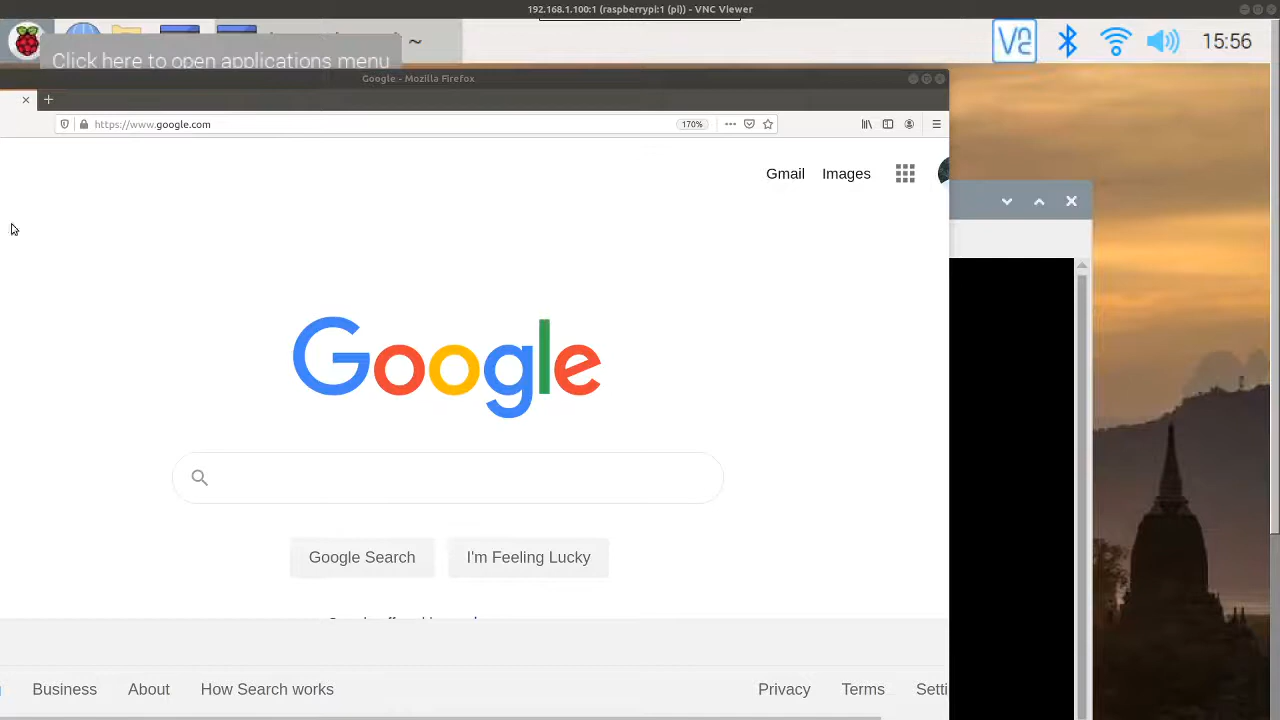 192.168.1.100:1 (raspberrypi:1 (pi)) - VNC Viewer
~
15:56
Click here to open applications menu
Google - Mozilla Firefox
https://www.google.com
170%
Gmail
Images
Google
Google Search
I'm Feeling Lucky
Business
About
How Search works
Privacy
Terms
Setti